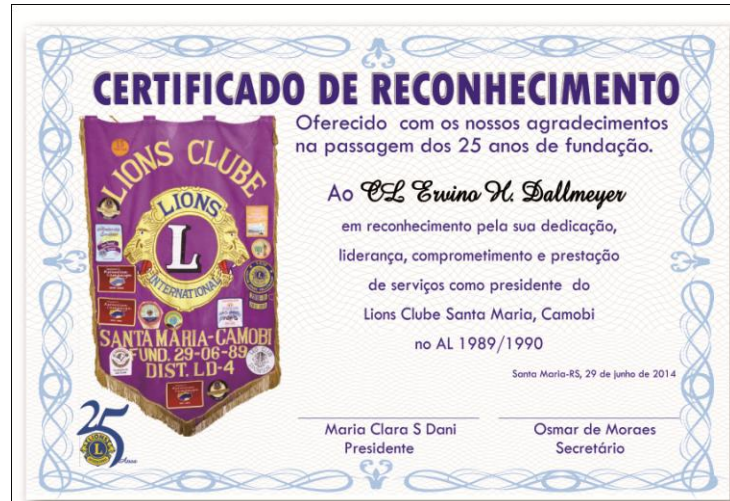 CERTIFICADO DE RECONHECIMENTO
Oferecido com os nossos agradecimentos
na passagem dos 25 anos de fundação.
Ao CL Ervino H. Dallmeyer
em reconhecimento pela sua dedicação,
liderança, comprometimento e prestação
de serviços como presidente do
Lions Clube Santa Maria, Camobi
no AL 1989/1990
Santa Maria-RS, 29 de junho de 2014
LIONS CLUBE
LIONS
L
INTERNATIONAL
SANTA MARIA-CAMOBI
FUND. 29-06-89
DIST. LD-4
25
L
Anos
Maria Clara S Dani
Presidente
Osmar de Moraes
Secretário